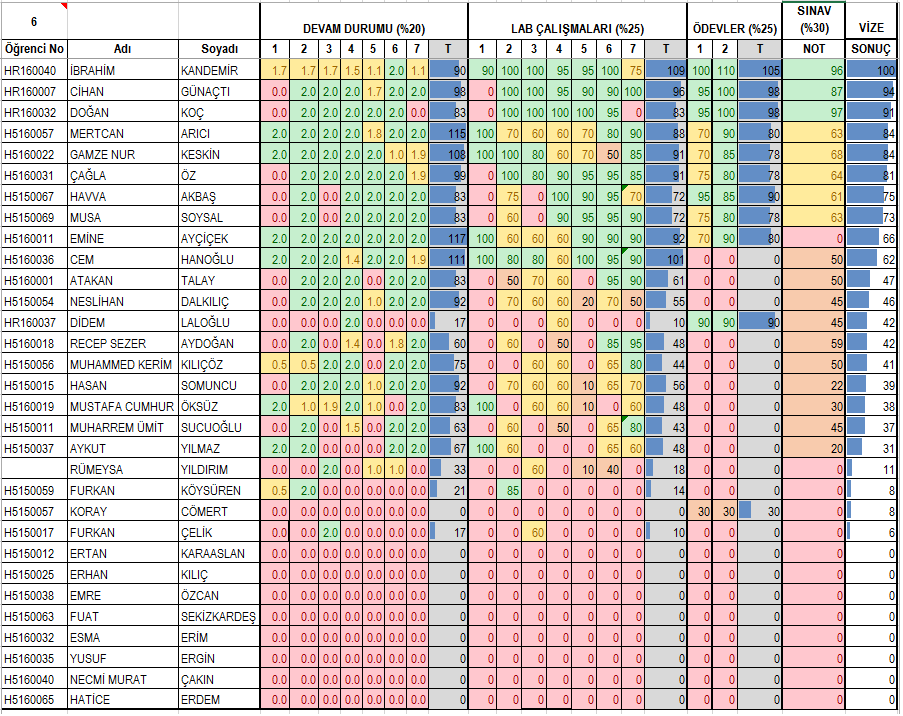 SINAV
6 DEVAM DURUMU (%20) LAB ÇALIŞMALARI (%25) ÖDEVLER (%25) (%30) VİZE
Öğrenci No Adı Soyadı 1 2 3 4 5 6 7 T 1 2 3 4 5 6 7 T 1 2 T NOT SONUÇ
HR160040 İBRAHİM KANDEMİR 1.7 1.7 1.7 1.5 1.1 2.0 1.1 90 90 100 100 95 95 100 75 109 100 110 105 96 100
HR160007 CİHAN GÜNAÇTI 0.0 2.0 2.0 2.0 1.7 2.0 2.0 98 0 100 100 95 90 90 100 96 95 100 98 87 94
HR160032 DOĞAN KOÇ 0.0 2.0 2.0 2.0 2.0 2.0 0.0 83 0 100 100 100 100 95 0 83 95 100 98 97 91
H5160057 MERTCAN ARICI 2.0 2.0 2.0 2.0 1.8 2.0 2.0 115 100 70 60 60 70 80 90 88 70 90 80 63 84
H5160022 GAMZE NUR KESKİN 2.0 2.0 2.0 2.0 2.0 1.0 1.9 108 100 100 80 60 70 50 85 91 70 85 78 68 84
H5160031 ÇAĞLA ÖZ 0.0 2.0 2.0 2.0 2.0 2.0 1.9 99 0 100 80 90 95 95 85 91 75 80 78 64 81
H5150067 HAVVA AKBAŞ 0.0 2.0 0.0 2.0 2.0 2.0 2.0 83 0 75 0 100 90 95 70 72 95 85 90 61 75
H5150069 MUSA SOYSAL 0.0 2.0 0.0 2.0 2.0 2.0 2.0 83 0 60 0 90 95 95 90 72 75 80 78 63 73
H5160011 EMİNE AYÇİÇEK 2.0 2.0 2.0 2.0 2.0 2.0 2.0 117 100 60 60 60 90 90 90 92 70 90 80 0 66
H5160036 CEM HANOĞLU 2.0 2.0 2.0 1.4 2.0 2.0 1.9 111 100 80 80 60 100 95 90 101 0 0 0 50 62
H5160001 ATAKAN TALAY 0.0 2.0 2.0 2.0 0.0 2.0 2.0 83 0 50 70 60 0 95 90 61 0 0 0 50 47
H5150054 NESLİHAN DALKILIÇ 0.0 2.0 2.0 2.0 1.0 2.0 2.0 92 0 70 60 60 20 70 50 55 0 0 0 45 46
HR160037 DİDEM LALOĞLU 0.0 0.0 0.0 2.0 0.0 0.0 0.0 17 0 0 0 60 0 0 0 10 90 90 90 45 42
H5160018 RECEP SEZER AYDOĞAN 0.0 2.0 0.0 1.4 0.0 1.8 2.0 60 0 60 0 50 0 85 95 48 0 0 0 59 42
H5150056 MUHAMMED KERİM KILIÇÖZ 0.5 0.5 2.0 2.0 2.0 2.0 2.0 75 0 0 60 60 0 65 80 44 0 0 0 50 41
H5150015 HASAN SOMUNCU 0.0 2.0 2.0 2.0 1.0 2.0 2.0 92 0 70 60 60 10 65 70 56 0 0 0 22 39
H5160019 MUSTAFA CUMHUR ÖKSÜZ 2.0 1.0 1.9 2.0 1.0 0.0 2.0 83 100 0 60 60 10 0 60 48 0 0 0 30 38
H5150011 MUHARREM ÜMİT SUCUOĞLU 0.0 2.0 0.0 1.5 0.0 2.0 2.0 63 0 60 0 50 0 65 80 43 0 0 0 45 37
H5150037 AYKUT YILMAZ 2.0 2.0 0.0 0.0 0.0 2.0 2.0 67 100 60 0 0 0 65 60 48 0 0 0 20 31
RÜMEYSA YILDIRIM 0.0 0.0 2.0 0.0 1.0 1.0 0.0 33 0 0 60 0 10 40 0 18 0 0 0 0 11
H5150059 FURKAN KÖYSÜREN 0.5 2.0 0.0 0.0 0.0 0.0 0.0 21 0 85 0 0 0 0 0 14 0 0 0 0 8
H5150057 KORAY CÖMERT 0.0 0.0 0.0 0.0 0.0 0.0 0.0 0 0 0 0 0 0 0 0 0 30 30 30 0 8
H5150017 FURKAN ÇELİK 0.0 0.0 2.0 0.0 0.0 0.0 0.0 17 0 0 60 0 0 0 0 10 0 0 0 0 6
H5150012 ERTAN KARAASLAN 0.0 0.0 0.0 0.0 0.0 0.0 0.0 0 0 0 0 0 0 0 0 0 0 0 0 0 0
H5150025 ERHAN KILIÇ 0.0 0.0 0.0 0.0 0.0 0.0 0.0 0 0 0 0 0 0 0 0 0 0 0 0 0 0
H5150038 EMRE ÖZCAN 0.0 0.0 0.0 0.0 0.0 0.0 0.0 0 0 0 0 0 0 0 0 0 0 0 0 0 0
H5150063 FUAT SEKİZKARDEŞ 0.0 0.0 0.0 0.0 0.0 0.0 0.0 0 0 0 0 0 0 0 0 0 0 0 0 0 0
H5160032 ESMA ERİM 0.0 0.0 0.0 0.0 0.0 0.0 0.0 0 0 0 0 0 0 0 0 0 0 0 0 0 0
H5160035 YUSUF ERGİN 0.0 0.0 0.0 0.0 0.0 0.0 0.0 0 0 0 0 0 0 0 0 0 0 0 0 0 0
H5160040 NECMİ MURAT ÇAKIN 0.0 0.0 0.0 0.0 0.0 0.0 0.0 0 0 0 0 0 0 0 0 0 0 0 0 0 0
H5160065 HATİCE ERDEM 0.0 0.0 0.0 0.0 0.0 0.0 0.0 0 0 0 0 0 0 0 0 0 0 0 0 0 0